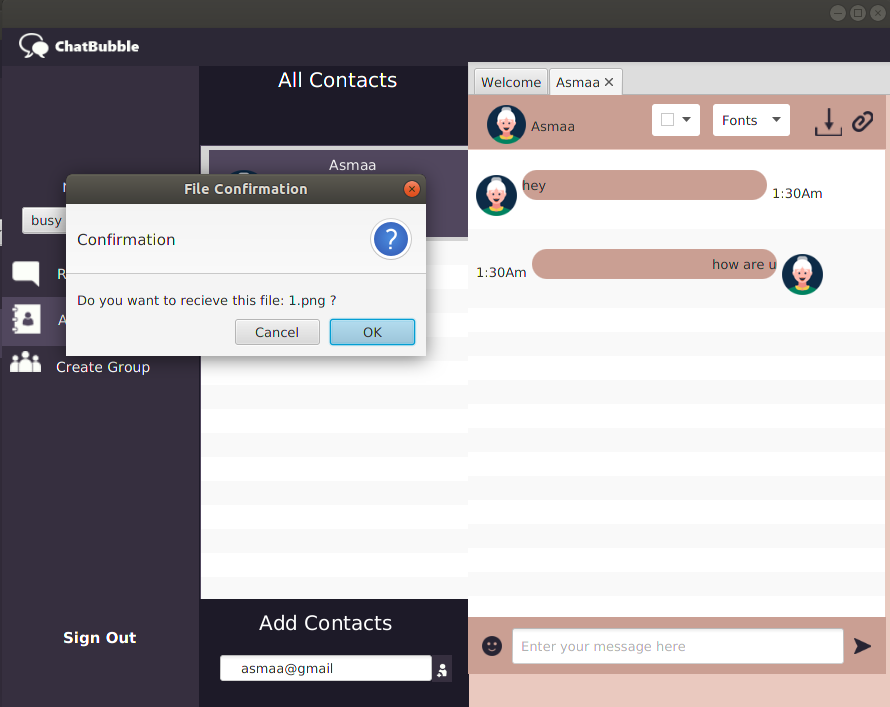 ChatBubble
All Contacts
Asmaa
busy
Create Group
Sign Out
Add Contacts
asmaa@gmail
File Confirmation
Confirmation
?
Do you want to recieve this file: 1.png ?
Cancel
OK
Welcome
Asmaa
Asmaa
Fonts
hey
1:30Am
1:30Am
how are u
Enter your message here